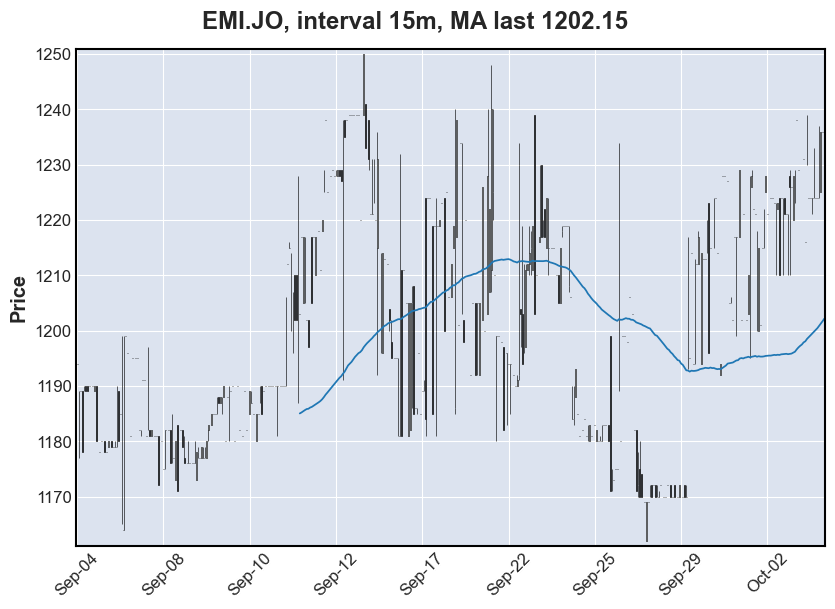 EMI.JO, interval 15m, MA last 1202.15
Price
1250
1240
1230
1220
1210
1200
1190
1180
1170
Sep-04
Sep-08
Sep-10
Sep-12
Sep-17
Sep-22
Sep-25
Sep-29
Oct-02